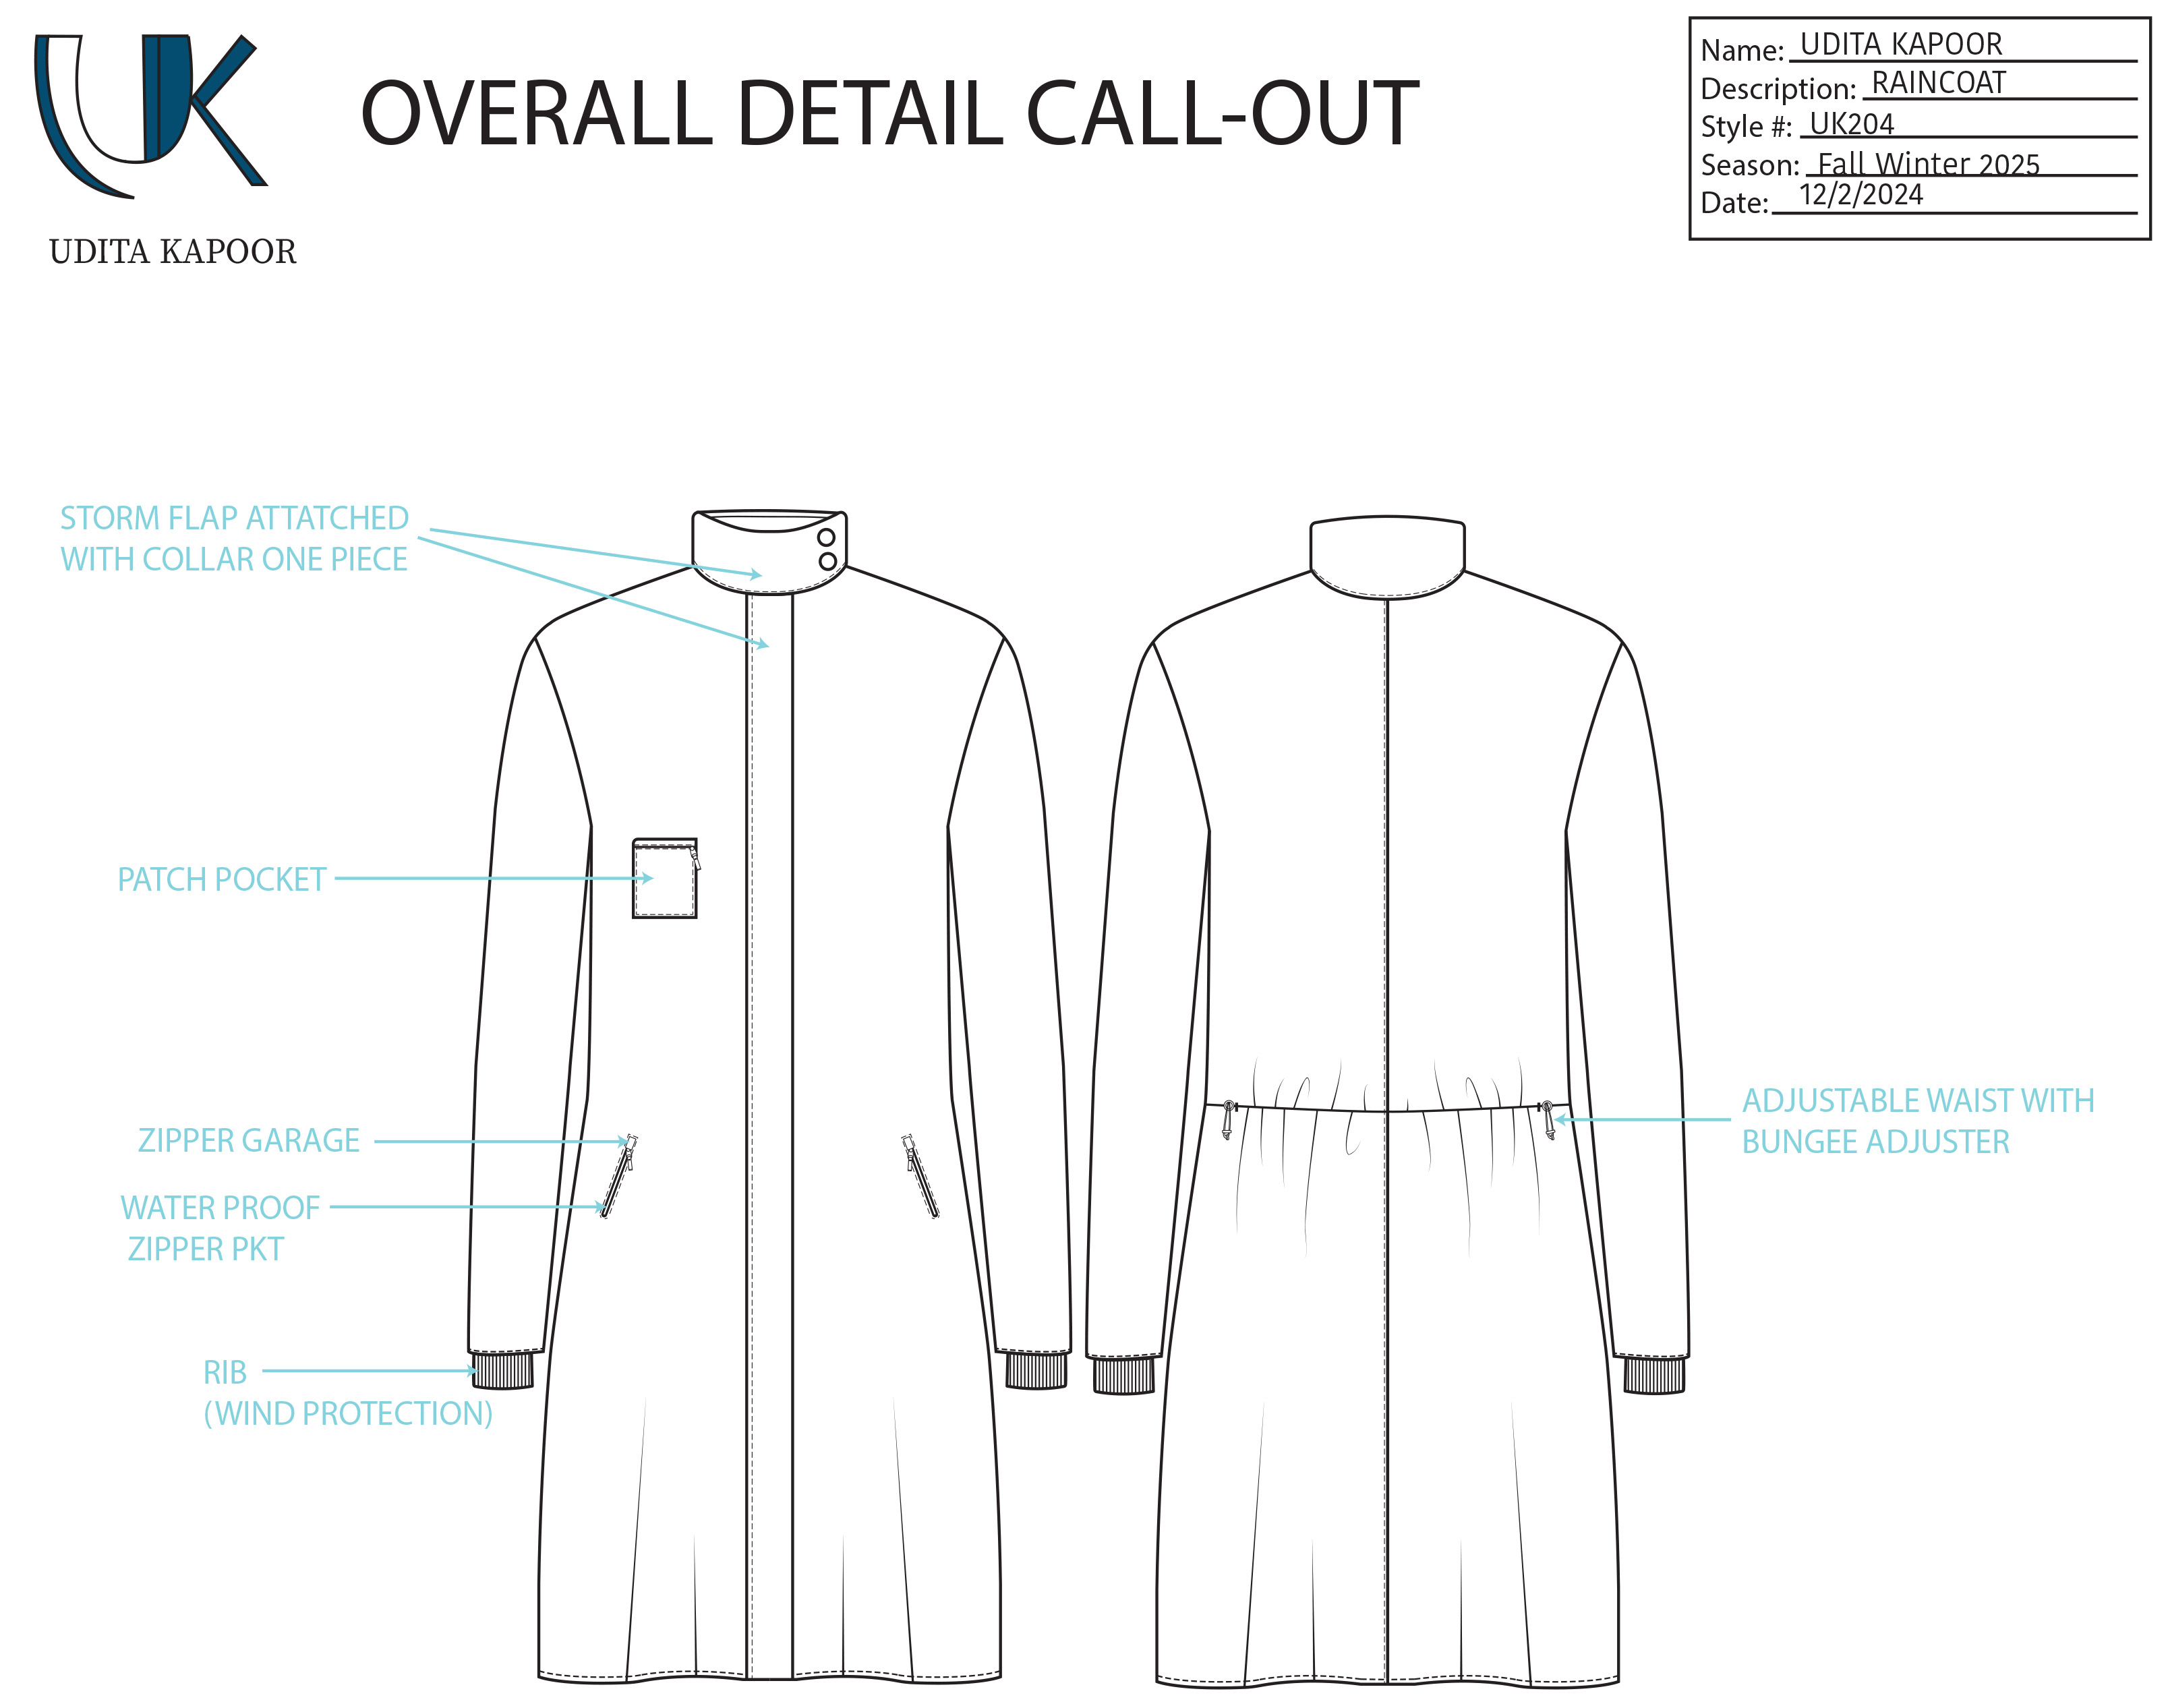 UK
UDITA KAPOOR
OVERALL DETAIL CALL-OUT
Name: UDITA KAPOOR
Description: RAINCOAT
Style #: UK204
Season: Fall Winter 2025
Date: 12/2/2024
STORM FLAP ATTATCHED
WITH COLLAR ONE PIECE
PATCH POCKET
ZIPPER GARAGE
WATER PROOF
ZIPPER PKT
RIB
(WIND PROTECTION)
ADJUSTABLE WAIST WITH
BUNGEE ADJUSTER